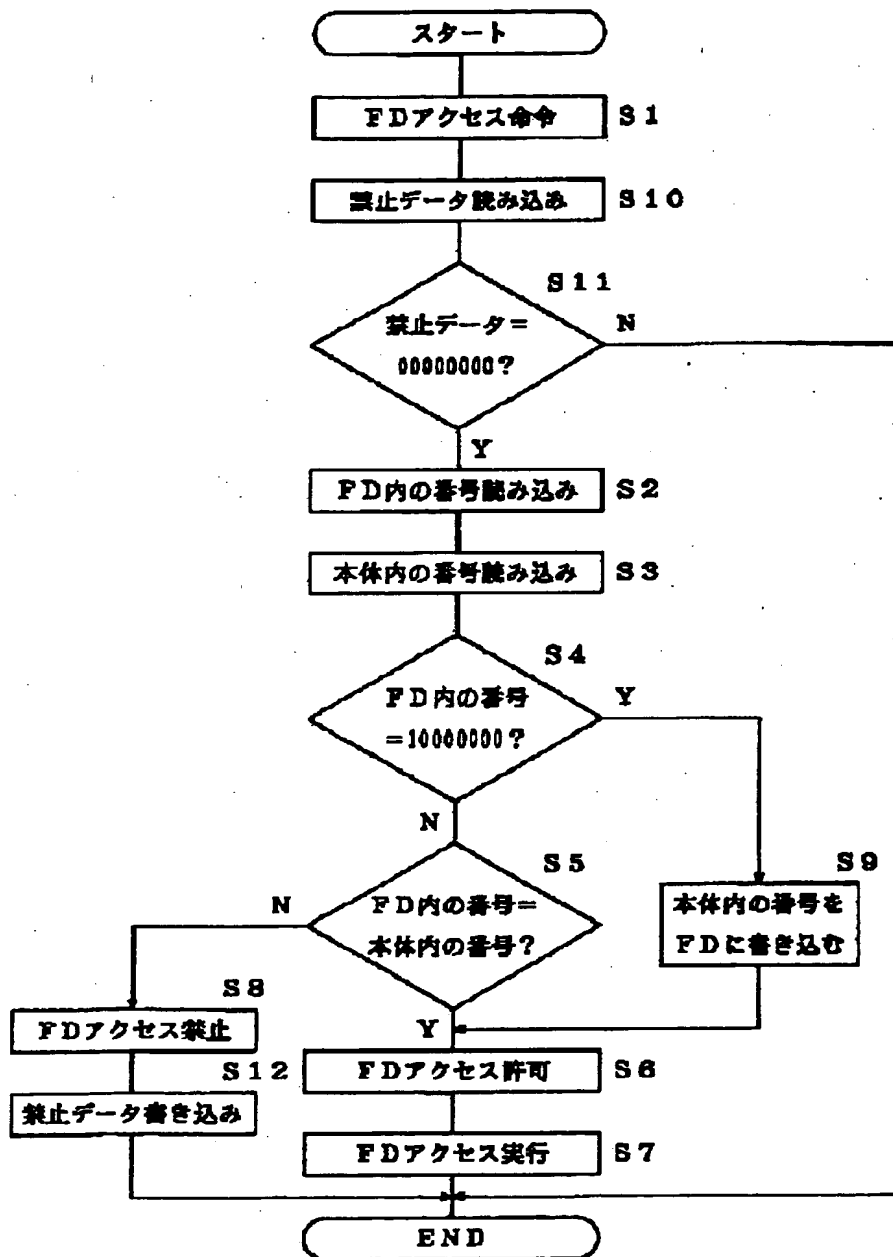 スタート
FDアクセス命令 S1
禁止データ読み込み S10
S11
禁止データ=
00000000?
N
Y
FD内の番号読み込み S2
本体内の番号読み込み S3
S4
FD内の番号
=10000000?
Y
N
S5
FD内の番号=
本体内の番号?
N
Y
S9
本体内の番号を
FDに書き込む
S8
FDアクセス禁止
S12
禁止データ書き込み
FDアクセス許可 S6
FDアクセス実行 S7
END